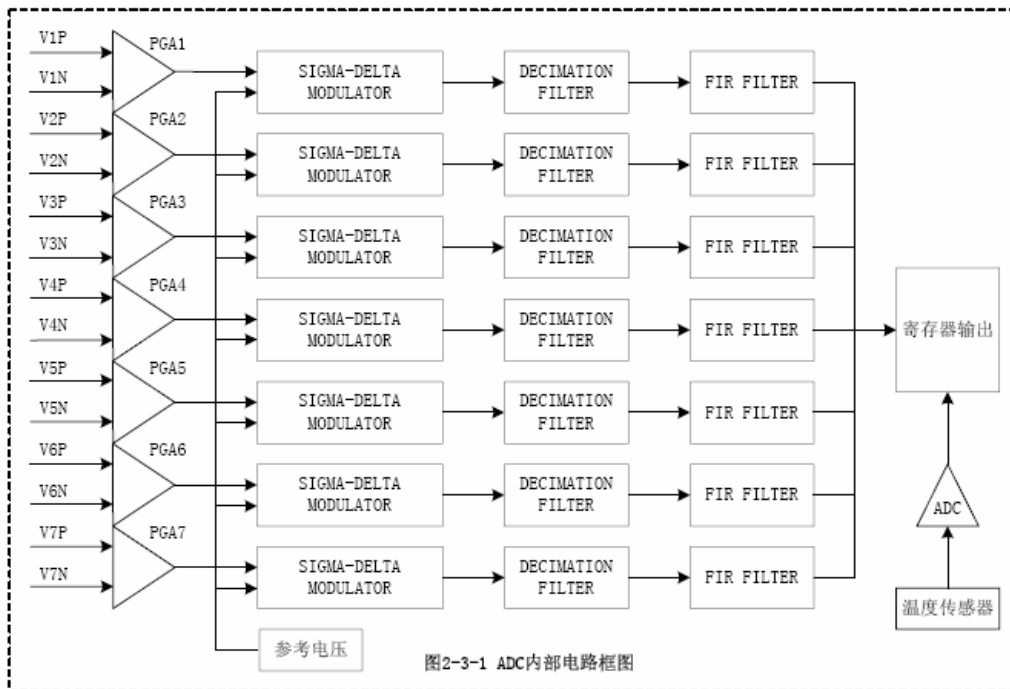 V1P
PGA1
V1N
SIGMA-DELTA
MODULATOR
DECIMATION
FILTER
FIR FILTER
V2P
PGA2
V2N
SIGMA-DELTA
MODULATOR
DECIMATION
FILTER
FIR FILTER
V3P
PGA3
V3N
SIGMA-DELTA
MODULATOR
DECIMATION
FILTER
FIR FILTER
V4P
PGA4
V4N
SIGMA-DELTA
MODULATOR
DECIMATION
FILTER
FIR FILTER
寄存器输出
V5P
PGA5
V5N
SIGMA-DELTA
MODULATOR
DECIMATION
FILTER
FIR FILTER
V6P
PGA6
V6N
SIGMA-DELTA
MODULATOR
DECIMATION
FILTER
FIR FILTER
ADC
V7P
PGA7
V7N
SIGMA-DELTA
MODULATOR
DECIMATION
FILTER
FIR FILTER
温度传感器
参考电压
图2-3-1 ADC内部电路框图